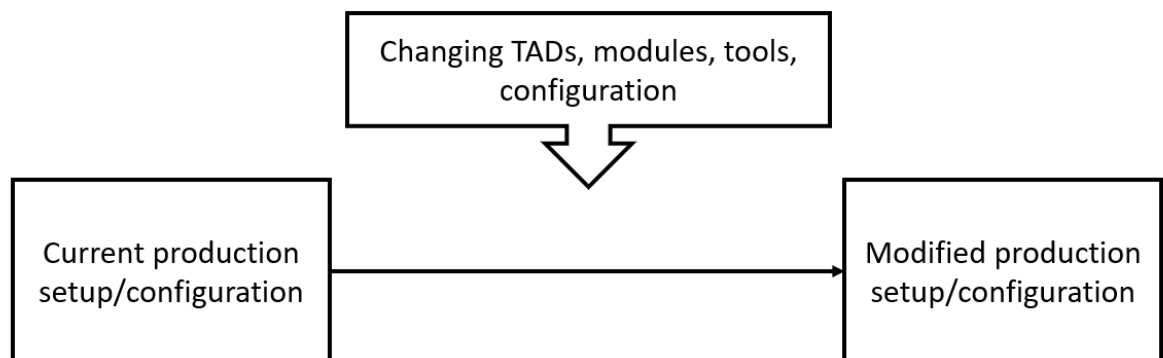 Changing TADs, modules, tools,
configuration
Current production
setup/configuration
Modified production
setup/configuration